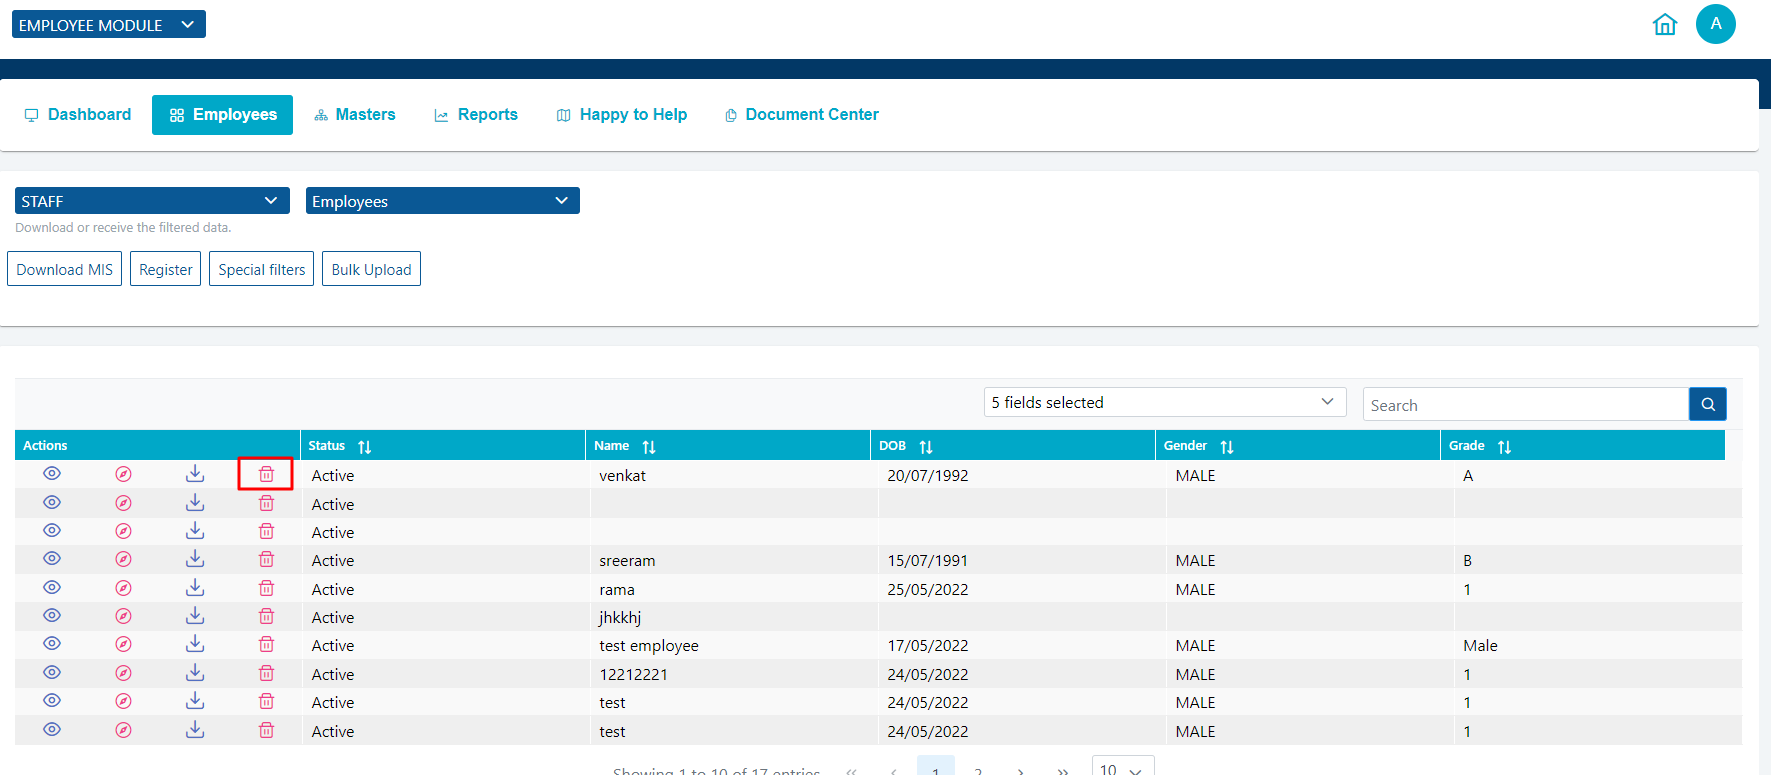 EMPLOYEE MODULE
A
Dashboard Employees Masters Reports Happy to Help Document Center
STAFF Employees
Download or receive the filtered data.
Download MIS Register Special filters Bulk Upload
5 fields selected Search
Actions Status Name DOB Gender Grade
Active venkat 20/07/1992 MALE A
Active
Active
Active sreeram 15/07/1991 MALE B
Active rama 25/05/2022 MALE 1
Active jhkkhj
Active test employee 17/05/2022 MALE Male
Active 12212221 24/05/2022 MALE 1
Active test 24/05/2022 MALE 1
Active test 24/05/2022 MALE 1
Showing 1 to 10 of 17 entries « ‹ 1 2 › » 10